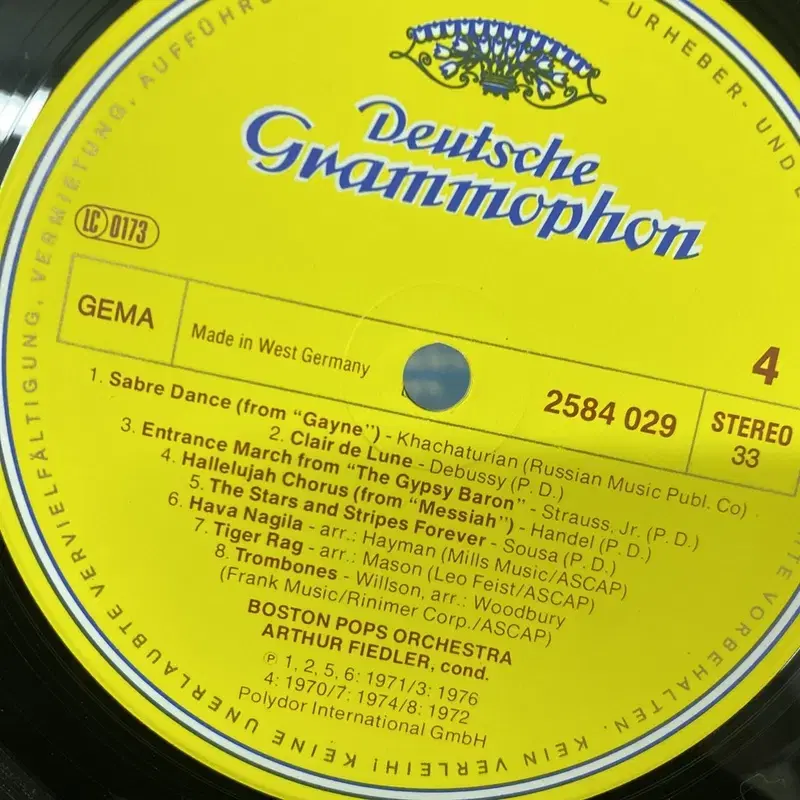 Deutsche
Grammophon
LC 0173
GEMA
Made in West Germany
4
2584 029
STEREO
33
1. Sabre Dance (from "Gayne") - Khachaturian (Russian Music Publ. Co)
2. Clair de Lune - Debussy (P. D.)
3. Entrance March from "The Gypsy Baron" - Strauss, Jr. (P. D.)
4. Hallelujah Chorus (from "Messiah") - Handel (P. D.)
5. The Stars and Stripes Forever - Sousa (P. D.)
6. Hava Nagila - arr.: Hayman (Mills Music/ASCAP)
7. Tiger Rag - arr.: Mason (Leo Feist/ASCAP)
8. Trombones - Willson, arr.: Woodbury
(Frank Music/Rinimer Corp./ASCAP)
BOSTON POPS ORCHESTRA
ARTHUR FIEDLER, cond.
℗ 1, 2, 5, 6: 1971/3: 1976
4: 1970/7: 1974/8: 1972
Polydor International GmbH
URHEBER- UND
VORBEHALTEN. KEIN VERLEIH! KEINE UNERLAUBTE VERVIELFÄLTIGUNG, VERMIETUNG,